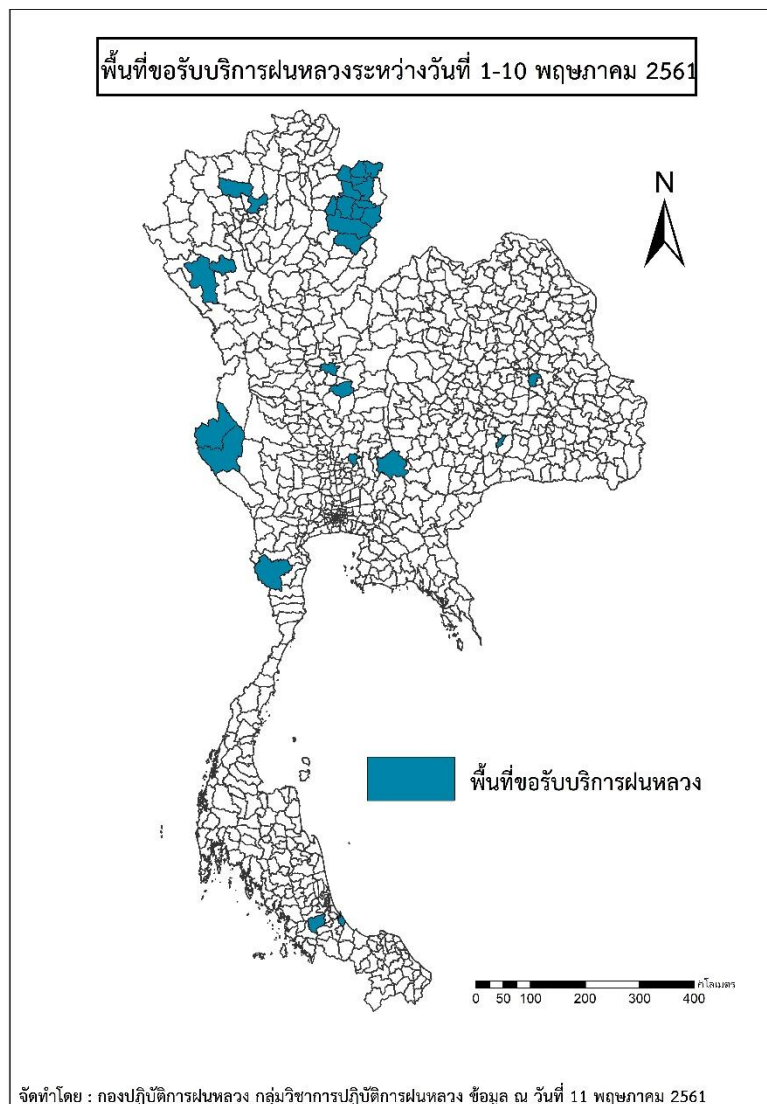 พื้นที่ขอรับบริการฝนหลวงระหว่างวันที่ 1-10 พฤษภาคม 2561
N
พื้นที่ขอรับบริการฝนหลวง
กิโลเมตร
0 50 100 200 300 400
จัดทำโดย : กองปฏิบัติการฝนหลวง กลุ่มวิชาการปฏิบัติการฝนหลวง ข้อมูล ณ วันที่ 11 พฤษภาคม 2561